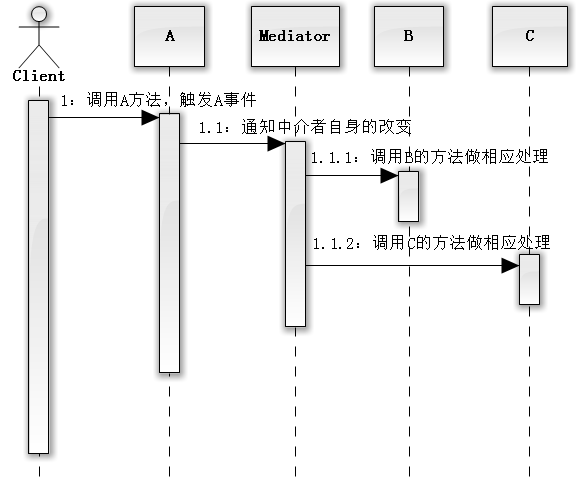 A
Mediator
B
C
Client
1: 调用A方法，触发A事件
1.1: 通知中介者自身的改变
1.1.1: 调用B的方法做相应处理
1.1.2: 调用C的方法做相应处理